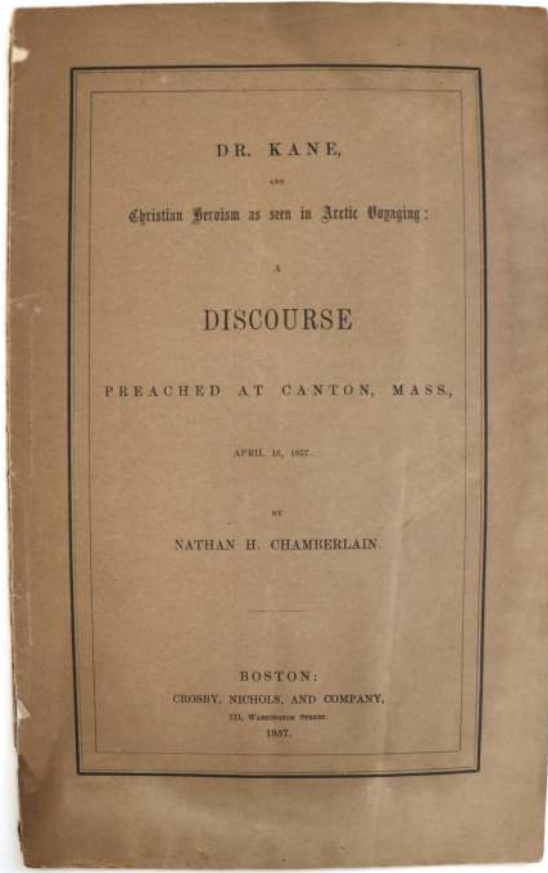 DR. KANE,
AND
Christian Heroism as seen in Arctic Voyaging:
A
DISCOURSE
PREACHED AT CANTON, MASS.,
APRIL 16, 1857.
BY
NATHAN H. CHAMBERLAIN.
BOSTON:
CROSBY, NICHOLS, AND COMPANY,
111, WASHINGTON STREET.
1857.